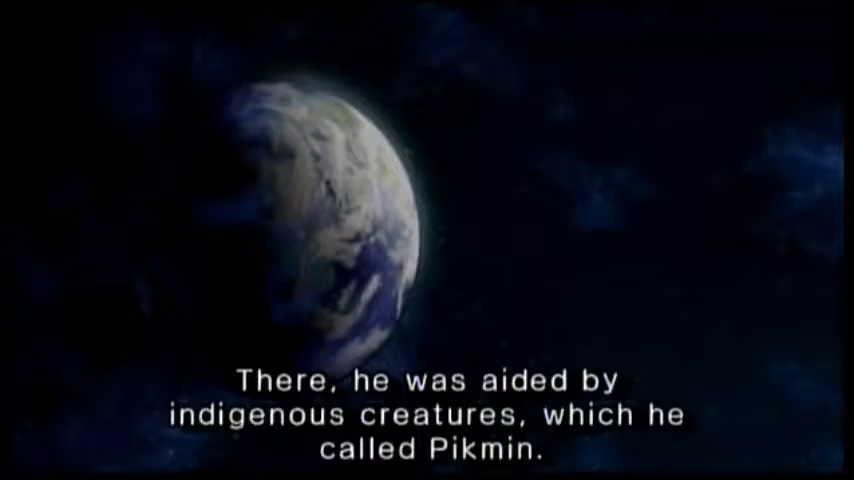 There, he was aided by
indigenous creatures, which he
called Pikmin.